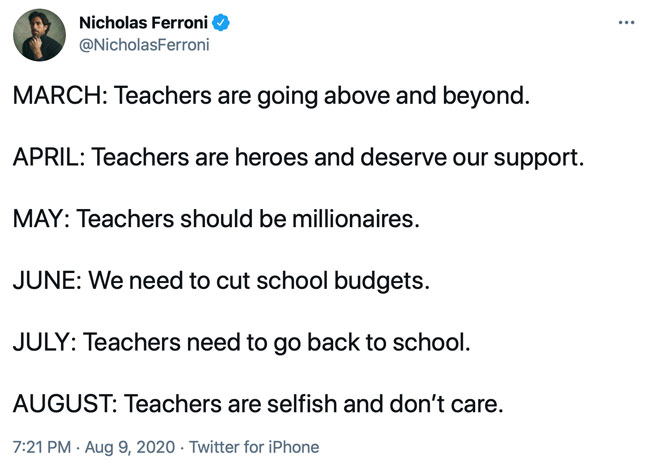 Nicholas Ferroni
@NicholasFerroni
MARCH: Teachers are going above and beyond.
APRIL: Teachers are heroes and deserve our support.
MAY: Teachers should be millionaires.
JUNE: We need to cut school budgets.
JULY: Teachers need to go back to school.
AUGUST: Teachers are selfish and don’t care.
7:21 PM · Aug 9, 2020 · Twitter for iPhone